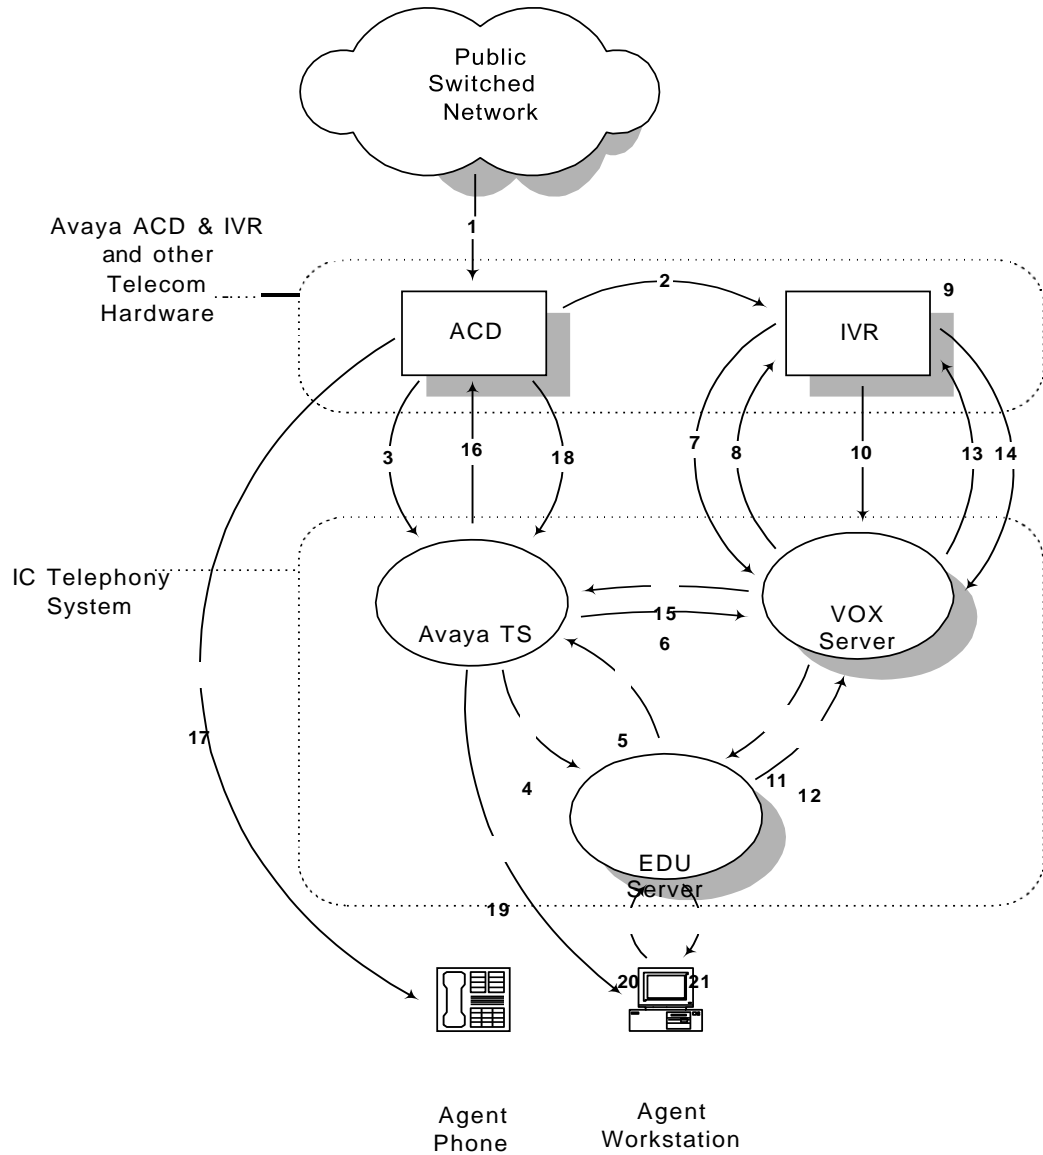 Public
Switched
Network
1
Avaya ACD & IVR
and other
Telecom
Hardware
2
9
ACD
IVR
3
16
18
7
8
10
13
14
IC Telephony
System
Avaya TS
15
6
VOX
Server
17
5
4
11
12
EDU
Server
19
20
21
Agent
Phone
Agent
Workstation